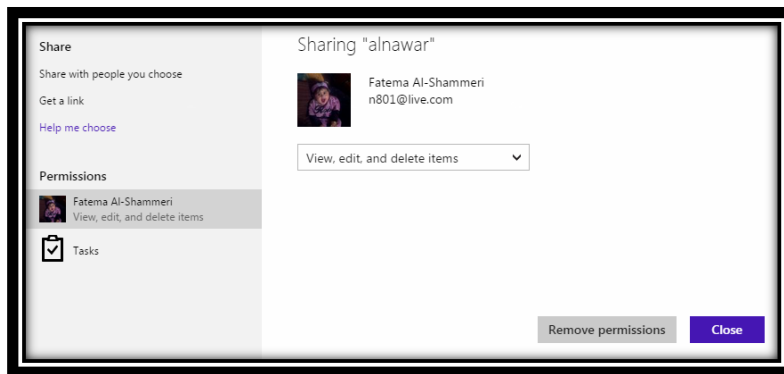 Share
Share with people you choose
Get a link
Help me choose
Permissions
Fatema Al-Shammeri
View, edit, and delete items
Tasks
Sharing "alnawar"
Fatema Al-Shammeri
n801@live.com
View, edit, and delete items
Remove permissions
Close